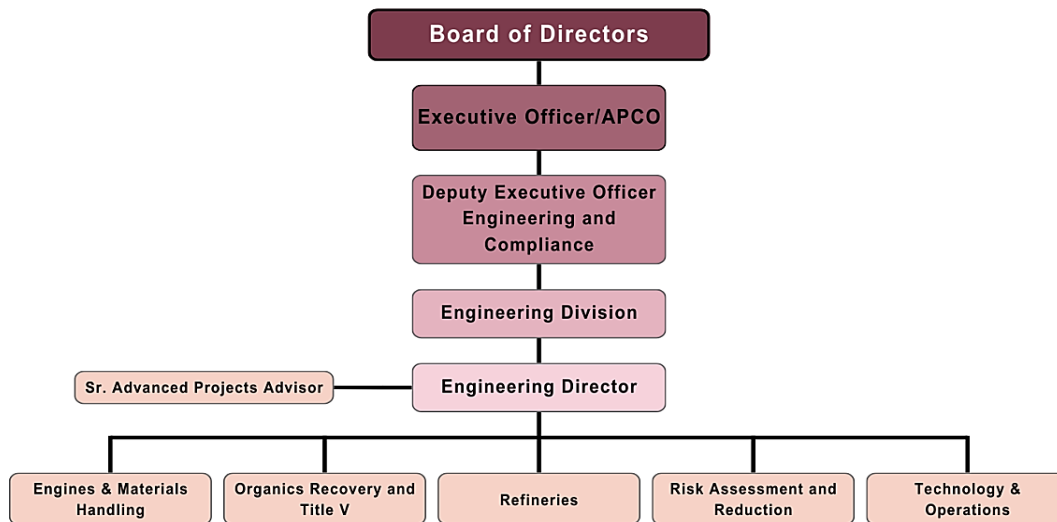 Board of Directors
Executive Officer/APCO
Deputy Executive Officer
Engineering and
Compliance
Engineering Division
Sr. Advanced Projects Advisor
Engineering Director
Engines & Materials
Handling
Organics Recovery and
Title V
Refineries
Risk Assessment and
Reduction
Technology &
Operations